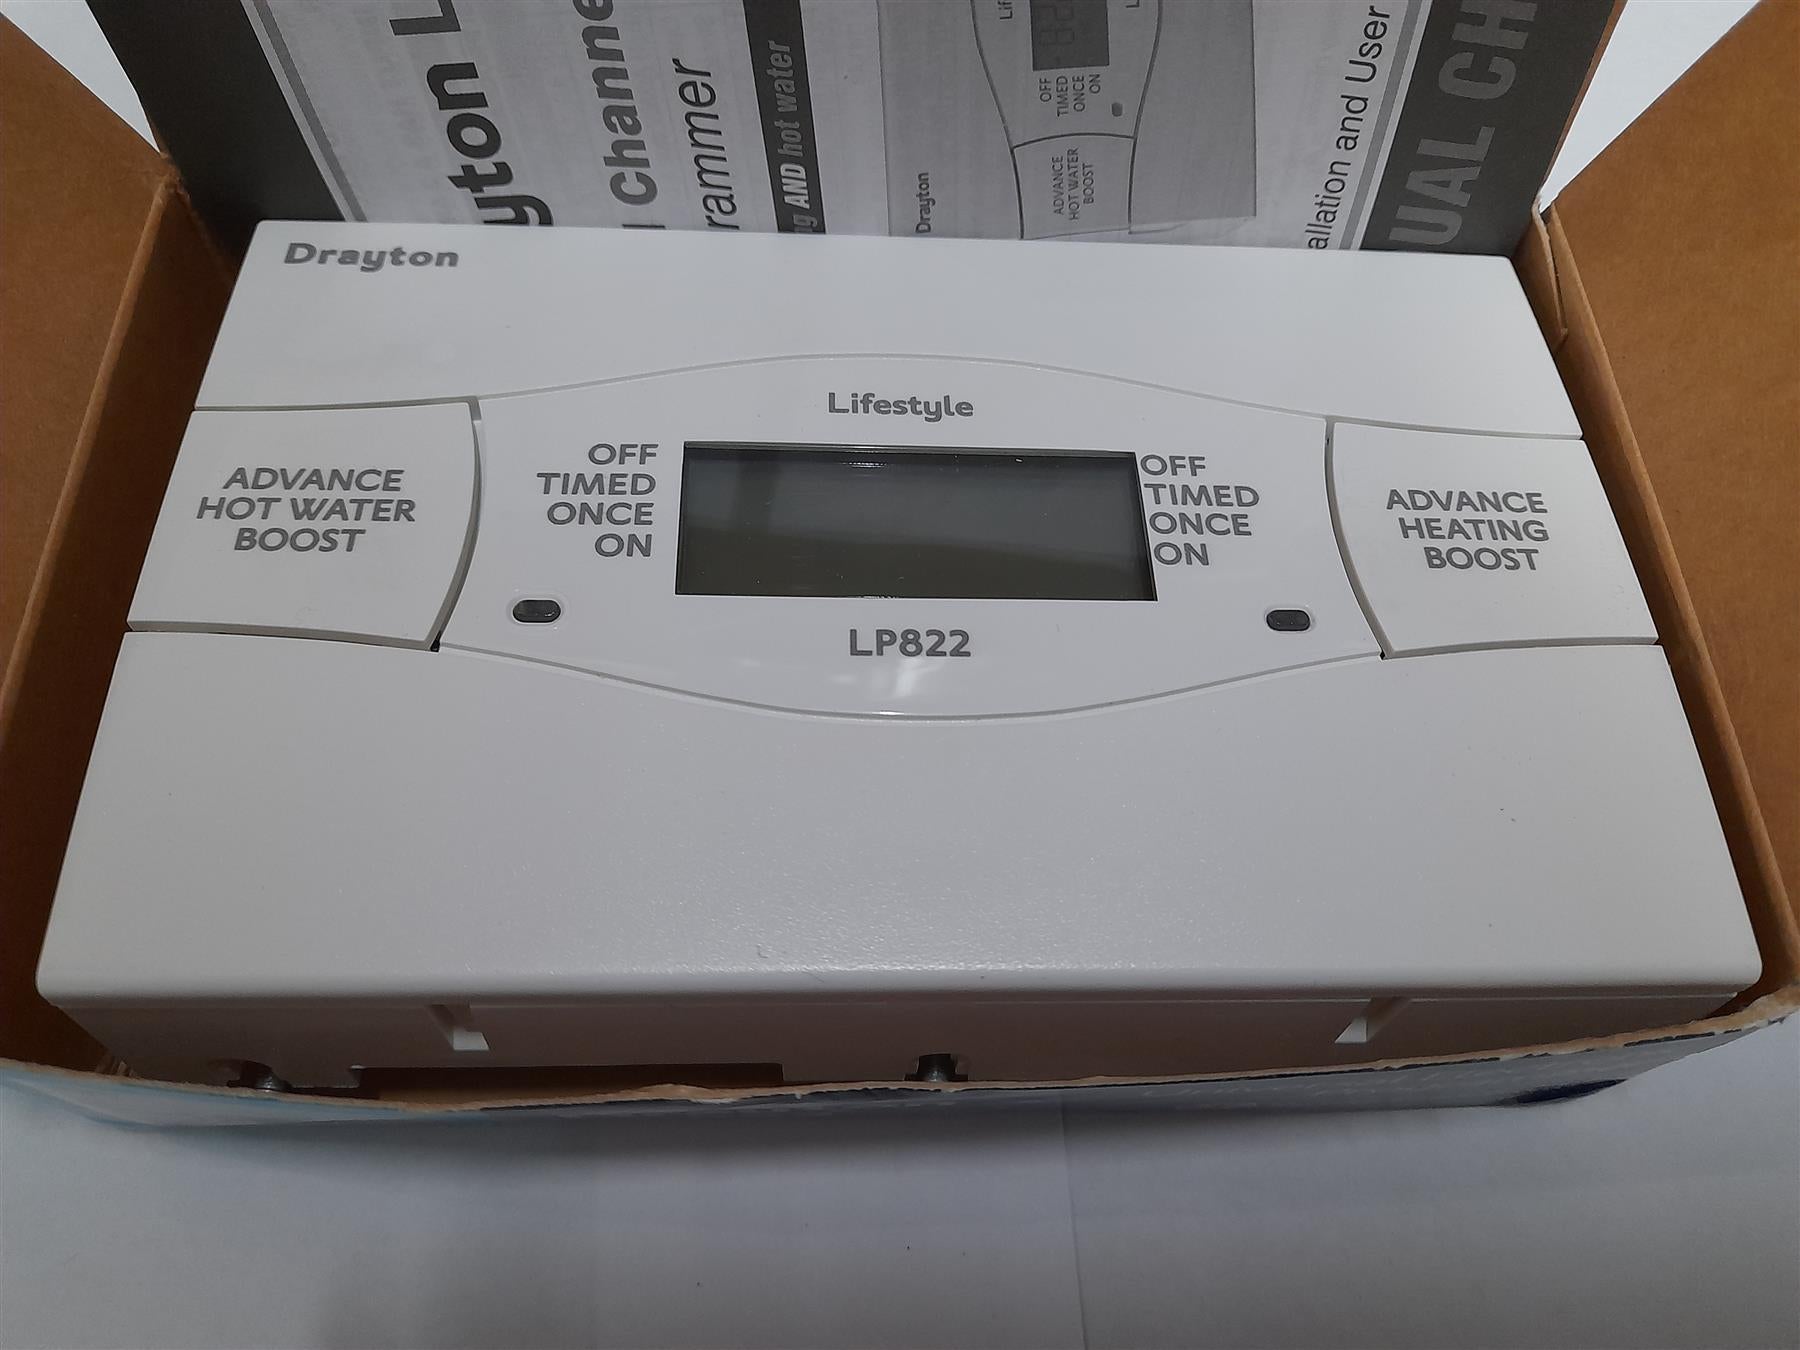 yton L
Channe
rammer
ng AND hot water
OFF
TIMED
ONCE
ON
ADVANCE
HOT WATER
BOOST
Drayton
allation and User
UAL CH
Drayton
Lifestyle
ADVANCE
HOT WATER
BOOST
OFF
TIMED
ONCE
ON
OFF
TIMED
ONCE
ON
ADVANCE
HEATING
BOOST
LP822